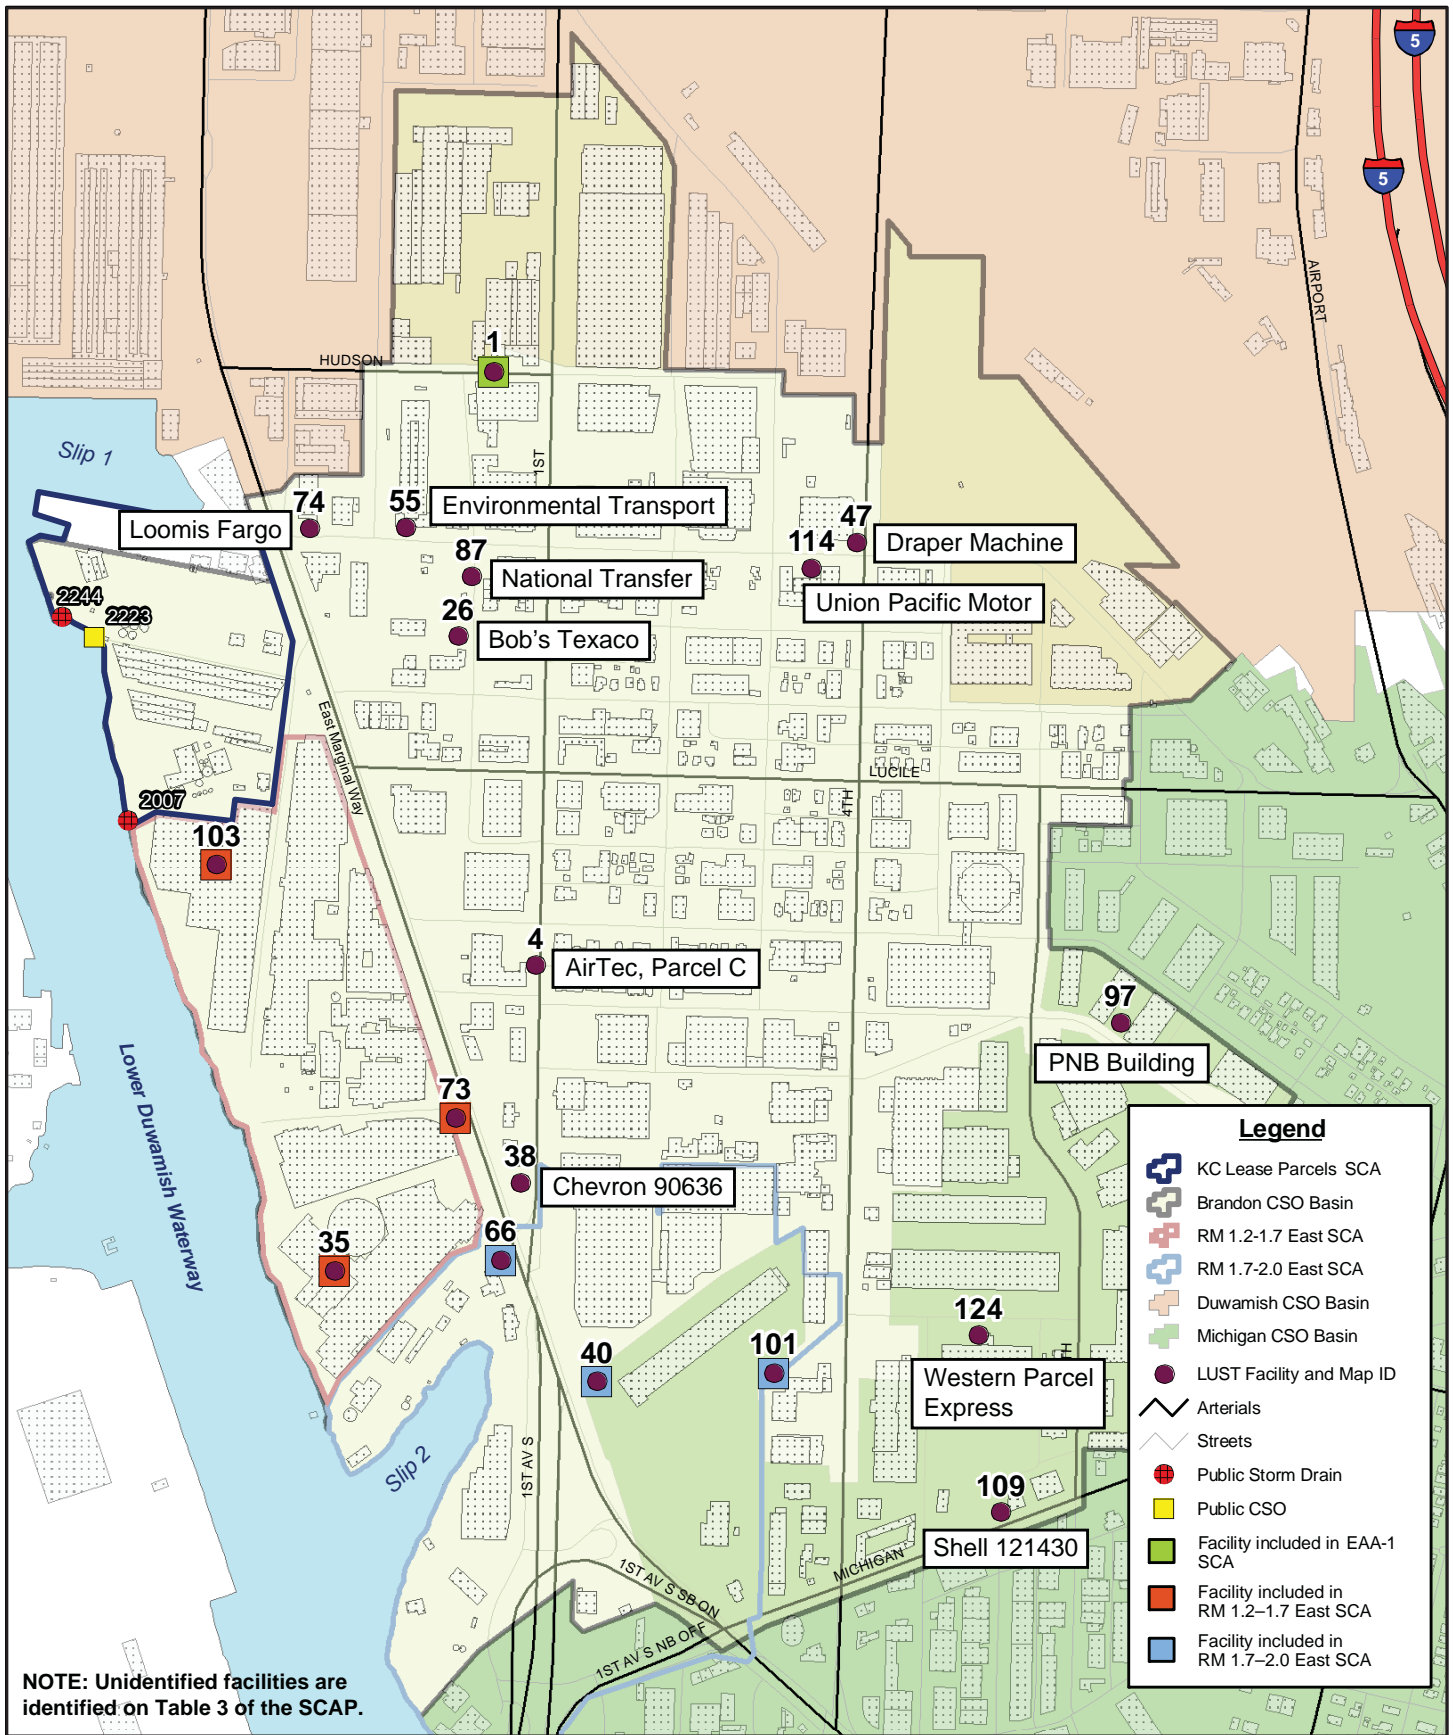 5
5
AIRPORT
1
HUDSON
1ST
Slip 1
74
55
Environmental Transport
Loomis Fargo
47
114
Draper Machine
87
National Transfer
Union Pacific Motor
2244
2223
26
Bob's Texaco
East Marginal Way
LUCILE
4TH
2007
103
4
AirTec, Parcel C
97
PNB Building
Lower Duwamish Waterway
73
38
Chevron 90636
66
35
124
40
101
Western Parcel
Express
Slip 2
1ST AV S
109
Shell 121430
MICHIGAN
1ST AV S SB ON
1ST AV S NB OFF
Legend
KC Lease Parcels SCA
Brandon CSO Basin
RM 1.2-1.7 East SCA
RM 1.7-2.0 East SCA
Duwamish CSO Basin
Michigan CSO Basin
LUST Facility and Map ID
Arterials
Streets
Public Storm Drain
Public CSO
Facility included in EAA-1
SCA
Facility included in
RM 1.2–1.7 East SCA
Facility included in
RM 1.7–2.0 East SCA
NOTE: Unidentified facilities are
identified on Table 3 of the SCAP.